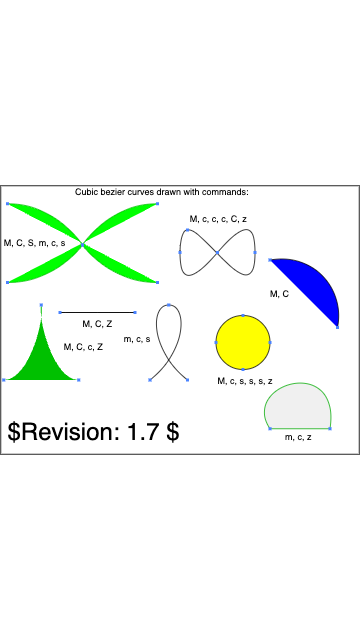 Cubic bezier curves drawn with commands:
M, c, c, c, C, z
M, C, S, m, c, s
M, C
M, C, Z
m, c, s
M, C, c, Z
M, c, s, s, s, z
$Revision: 1.7 $
m, c, z